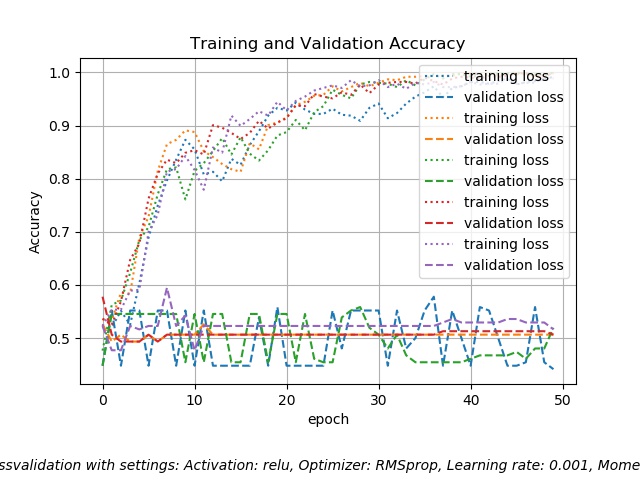 Training and Validation Accuracy
1.0
0.9
0.8
0.7
0.6
0.5
Accuracy
training loss
validation loss
training loss
validation loss
training loss
validation loss
training loss
validation loss
training loss
validation loss
0 10 20 30 40 50
epoch
with settings: Activation: relu, Optimizer: RMSprop, Learning rate: 0.001,